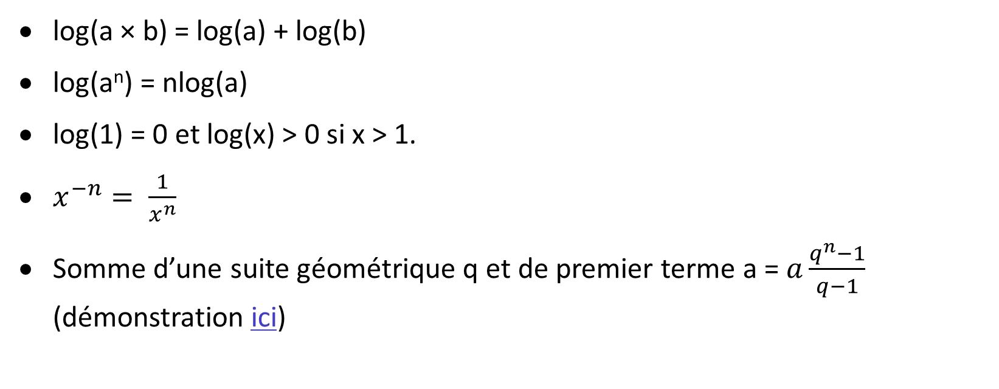 • log(a × b) = log(a) + log(b)
• log(aⁿ) = nlog(a)
• log(1) = 0 et log(x) > 0 si x > 1.
• $x^{-n} = \frac{1}{x^n}$
• Somme d’une suite géométrique q et de premier terme a = $a\frac{q^n-1}{q-1}$
(démonstration ici)